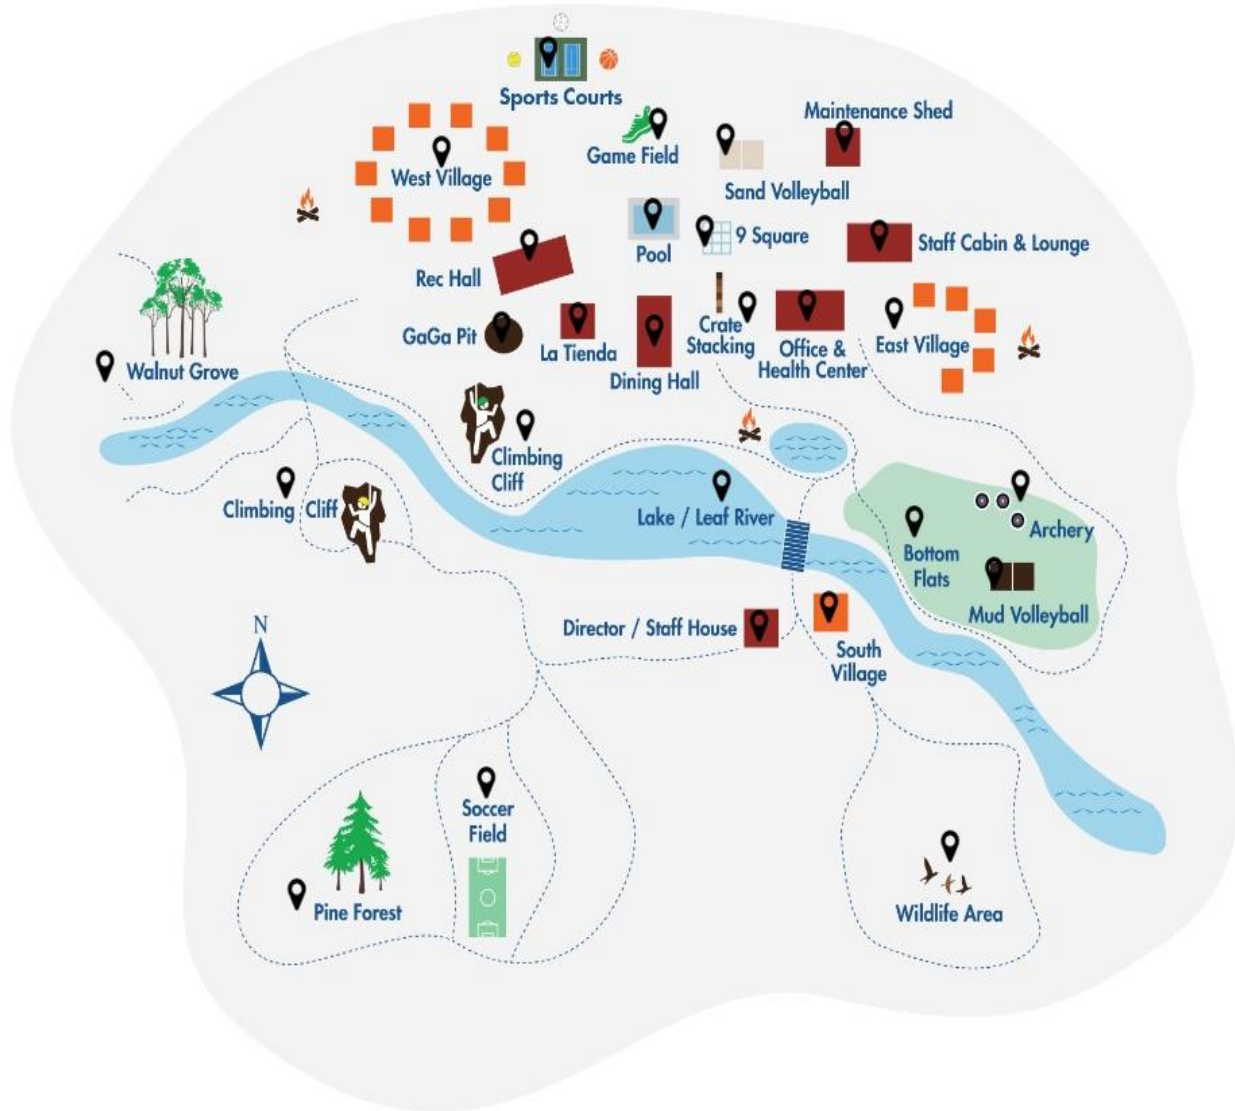 Sports Courts
Maintenance Shed
Game Field
West Village
Sand Volleyball
9 Square
Staff Cabin & Lounge
Pool
Rec Hall
GaGa Pit
La Tienda
Crate
Stacking
Office &
Health Center
East Village
Dining Hall
Walnut Grove
Climbing
Cliff
Climbing Cliff
Lake / Leaf River
Archery
Bottom
Flats
Mud Volleyball
N
Director / Staff House
South
Village
Soccer
Field
Pine Forest
Wildlife Area